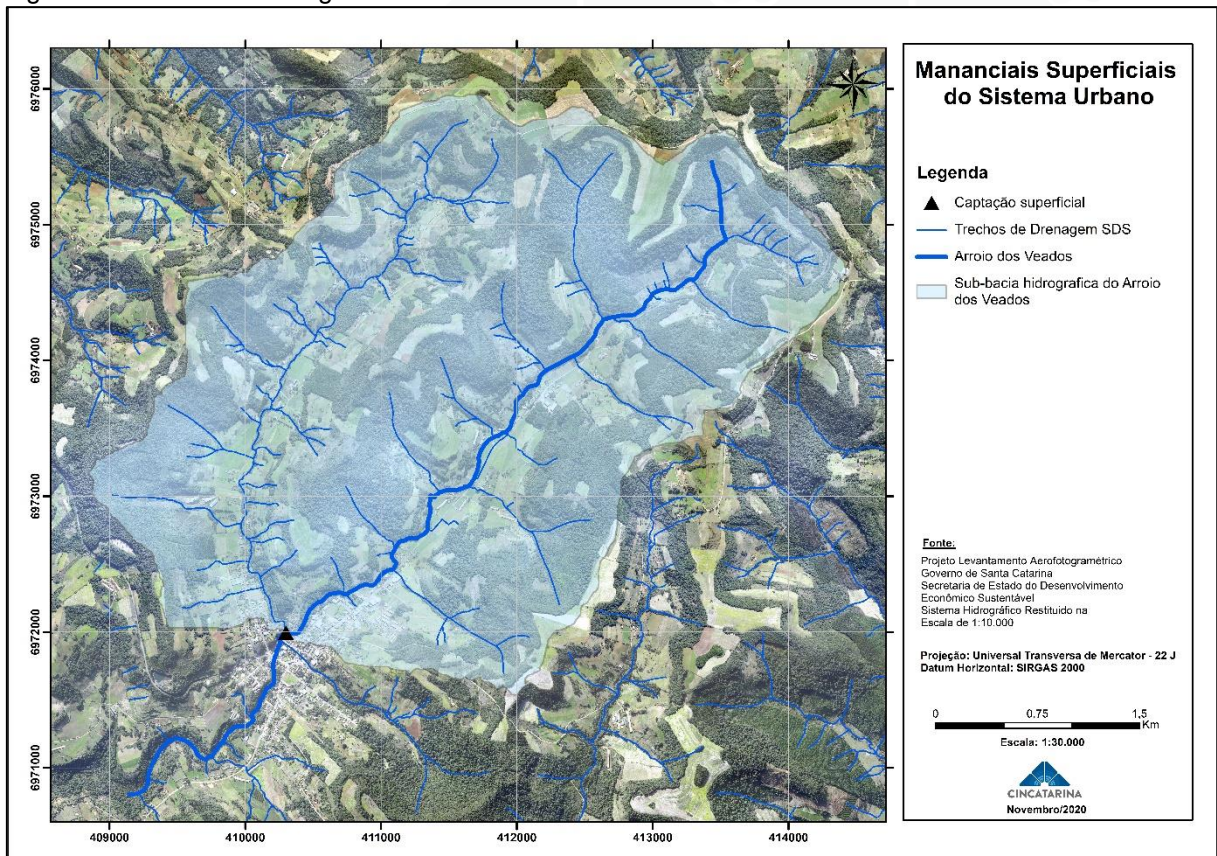 Mananciais Superficiais
do Sistema Urbano
Legenda
Captação superficial
Trechos de Drenagem SDS
Arroio dos Veados
Sub-bacia hidrografica do Arroio
dos Veados
Fonte:
Projeto Levantamento Aerofotogramétrico
Governo de Santa Catarina
Secretaria de Estado do Desenvolvimento
Econômico Sustentável
Sistema Hidrográfico Restituido na
Escala de 1:10.000
Projeção: Universal Transversa de Mercator - 22 J
Datum Horizontal: SIRGAS 2000
0 0,75 1,5
Km
Escala: 1:30.000
CINCATARINA
Novembro/2020
6976000
6975000
6974000
6973000
6972000
6971000
409000 410000 411000 412000 413000 414000